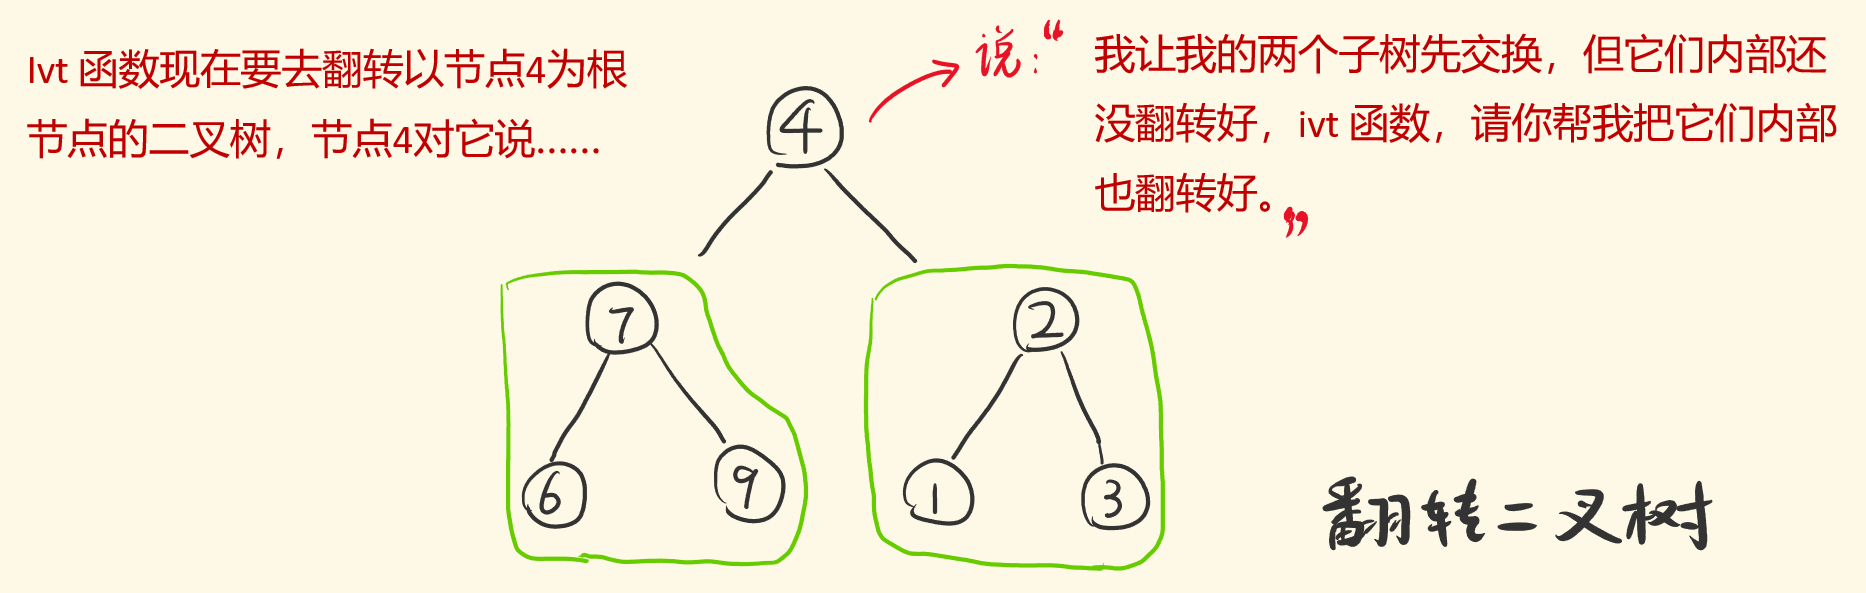 Ivt 函数现在要去翻转以节点4为根
节点的二叉树，节点4对它说……
说：“
我让我的两个子树先交换，但它们内部还
没翻转好，ivt 函数，请你帮我把它们内部
也翻转好。”
4
7
2
6
9
1
3
翻转二叉树